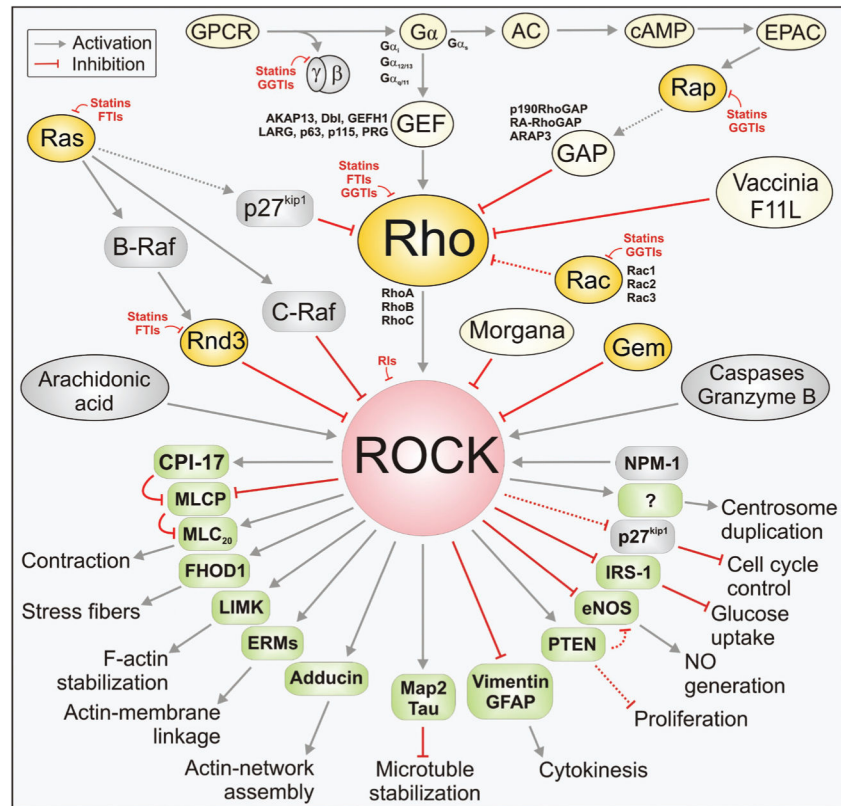 Activation
Inhibition
GPCR
Gα
Gαs
AC
cAMP
EPAC
Gαi
Gα12/13
Gαq/11
Statins
GGTIs
γ β
Statins
FTIs
Ras
AKAP13, Dbl, GEFH1
LARG, p63, p115, PRG
GEF
p190RhoGAP
RA-RhoGAP
ARAP3
GAP
Rap
Statins
GGTIs
Statins
FTIs
GGTIs
p27kip1
Rho
Vaccinia
F11L
B-Raf
RhoA
RhoB
RhoC
Statins
GGTIs
Rac
Rac1
Rac2
Rac3
C-Raf
Statins
FTIs
Rnd3
RIs
Morgana
Gem
Arachidonic
acid
Caspases
Granzyme B
ROCK
CPI-17
NPM-1
MLCP
?
Centrosome
duplication
MLC20
p27kip1
Contraction
Cell cycle
control
FHOD1
IRS-1
Stress fibers
Glucose
uptake
LIMK
eNOS
F-actin
stabilization
ERMs
PTEN
NO
generation
Adducin
Map2
Tau
Vimentin
GFAP
Actin-membrane
linkage
Proliferation
Actin-network
assembly
Microtuble
stabilization
Cytokinesis